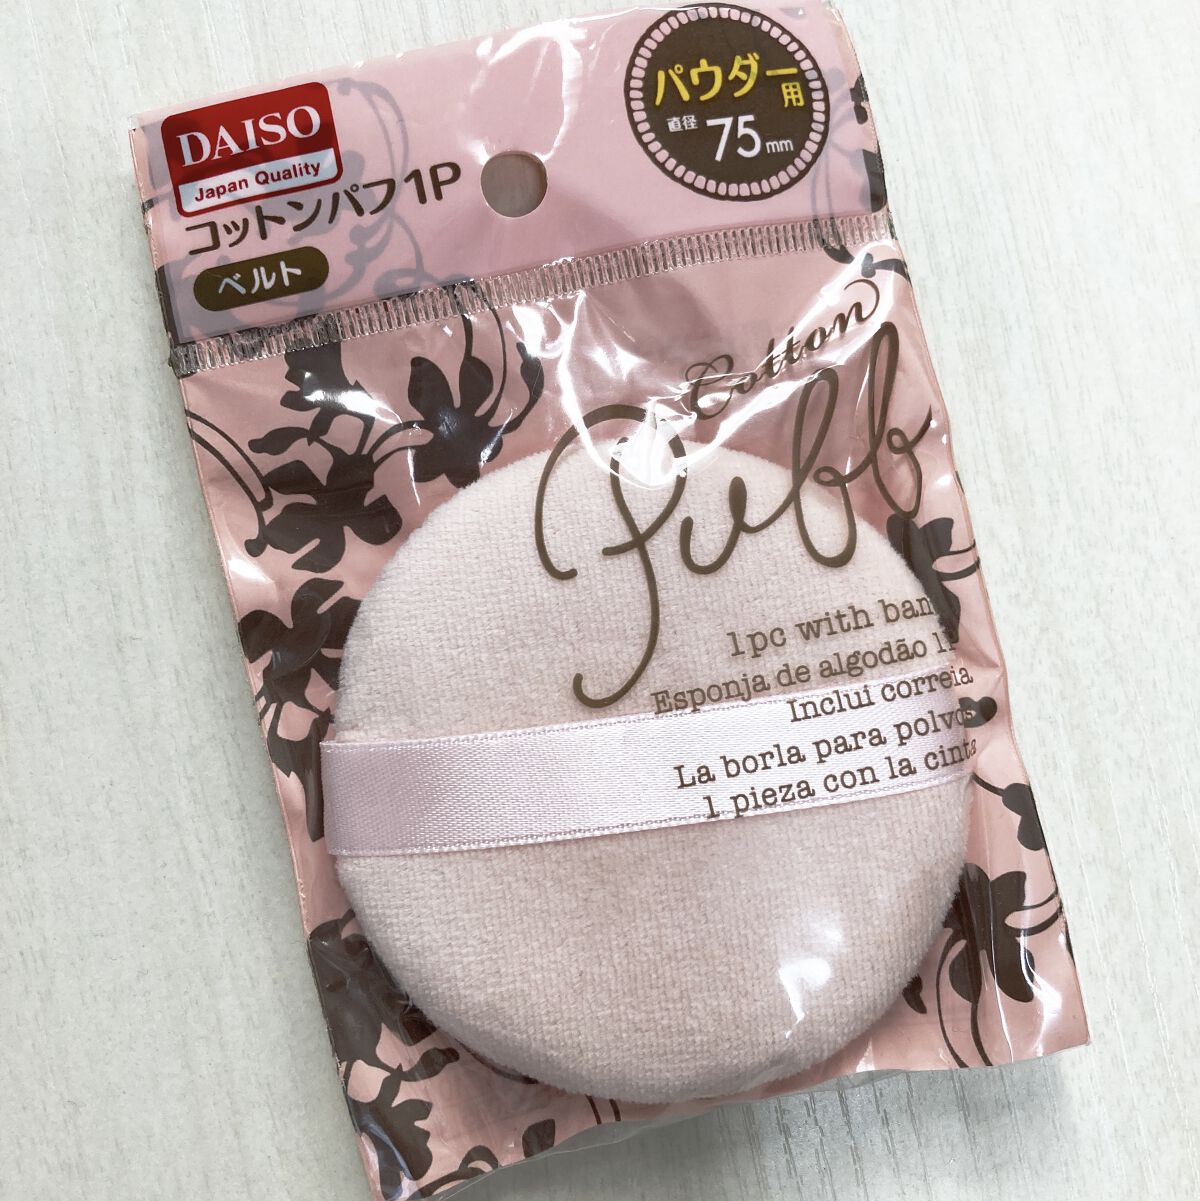 DAISO
Japan Quality
コットンパフ1P
ベルト
パウダー用
直径 75mm
Cotton
Puff
1pc with
Esponja de algodão
Inclui correia
La borla para polvos
1 pieza con la cinta